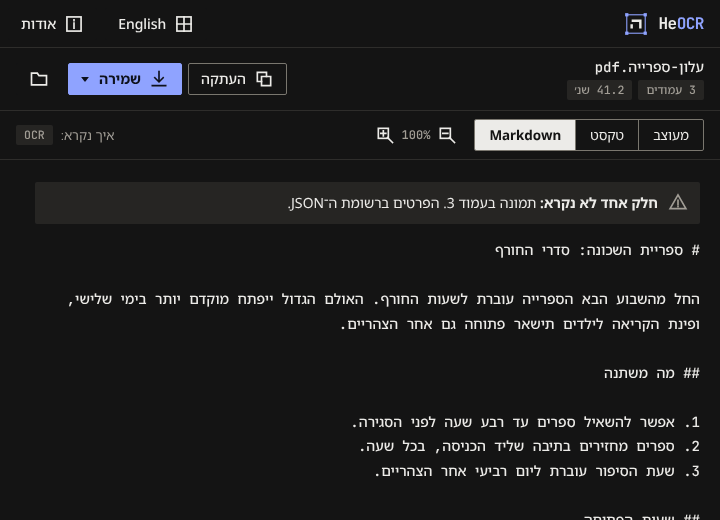 HeOCR
English
אודות
עלון-ספרייה.pdf
3 עמודים
41.2 שני
העתקה
שמירה
מעוצב
טקסט
Markdown
100%
איך נקרא:
OCR
חלק אחד לא נקרא: תמונה בעמוד 3. הפרטים ברשומת ה־JSON.
# ספריית השכונה: סדרי החורף
החל מהשבוע הבא הספרייה עוברת לשעות החורף. האולם הגדול ייפתח מוקדם יותר בימי שלישי,
ופינת הקריאה לילדים תישאר פתוחה גם אחר הצהריים.
## מה משתנה
1. אפשר להשאיל ספרים עד רבע שעה לפני הסגירה.
2. ספרים מחזירים בתיבה שליד הכניסה, בכל שעה.
3. שעת הסיפור עוברת ליום רביעי אחר הצהריים.
## שעות הפתיחה